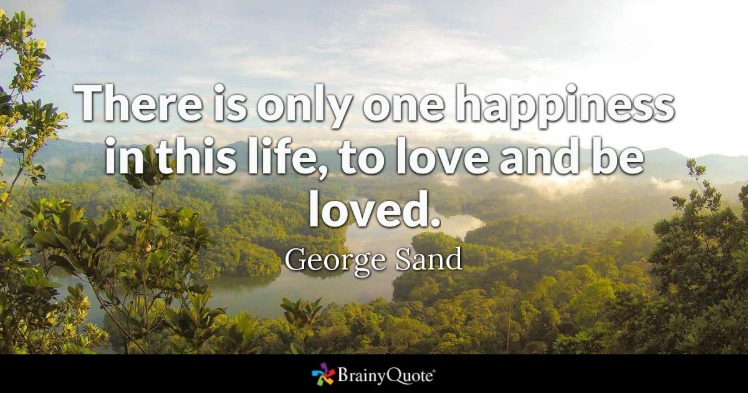 There is only one happiness
in this life, to love and be
loved.
George Sand
BrainyQuote®